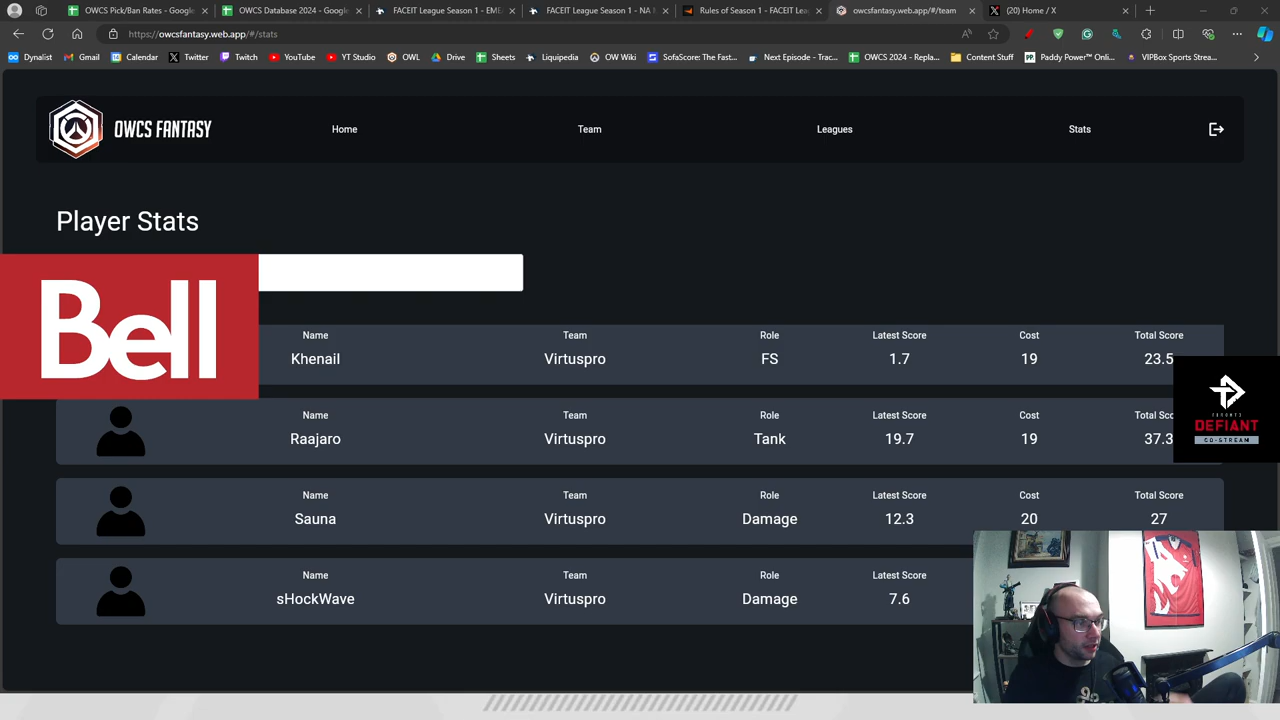 OWCS Pick/Ban Rates - Google
OWCS Database 2024 - Google
FACEIT League Season 1 - EME
FACEIT League Season 1 - NA M
Rules of Season 1 - FACEIT Lea
owcsfantasy.web.app/#/team
(20) Home / X
https://owcsfantasy.web.app/#/stats
Dynalist
Gmail
Calendar
Twitter
Twitch
YouTube
YT Studio
OWL
Drive
Sheets
Liquipedia
OW Wiki
SofaScore: The Fast...
Next Episode - Trac...
OWCS 2024 - Repla...
Content Stuff
Paddy Power™ Onli...
VIPBox Sports Strea...
OWCS FANTASY
Home
Team
Leagues
Stats
Player Stats
Bell
Name Team Role Latest Score Cost Total Score
Khenail Virtuspro FS 1.7 19 23.5
Name Team Role Latest Score Cost Total Sco
Raajaro Virtuspro Tank 19.7 19 37.3
TORONTO
DEFIANT
CO-STREAM
Name Team Role Latest Score Cost Total Score
Sauna Virtuspro Damage 12.3 20 27
Name Team Role Latest Score
sHockWave Virtuspro Damage 7.6